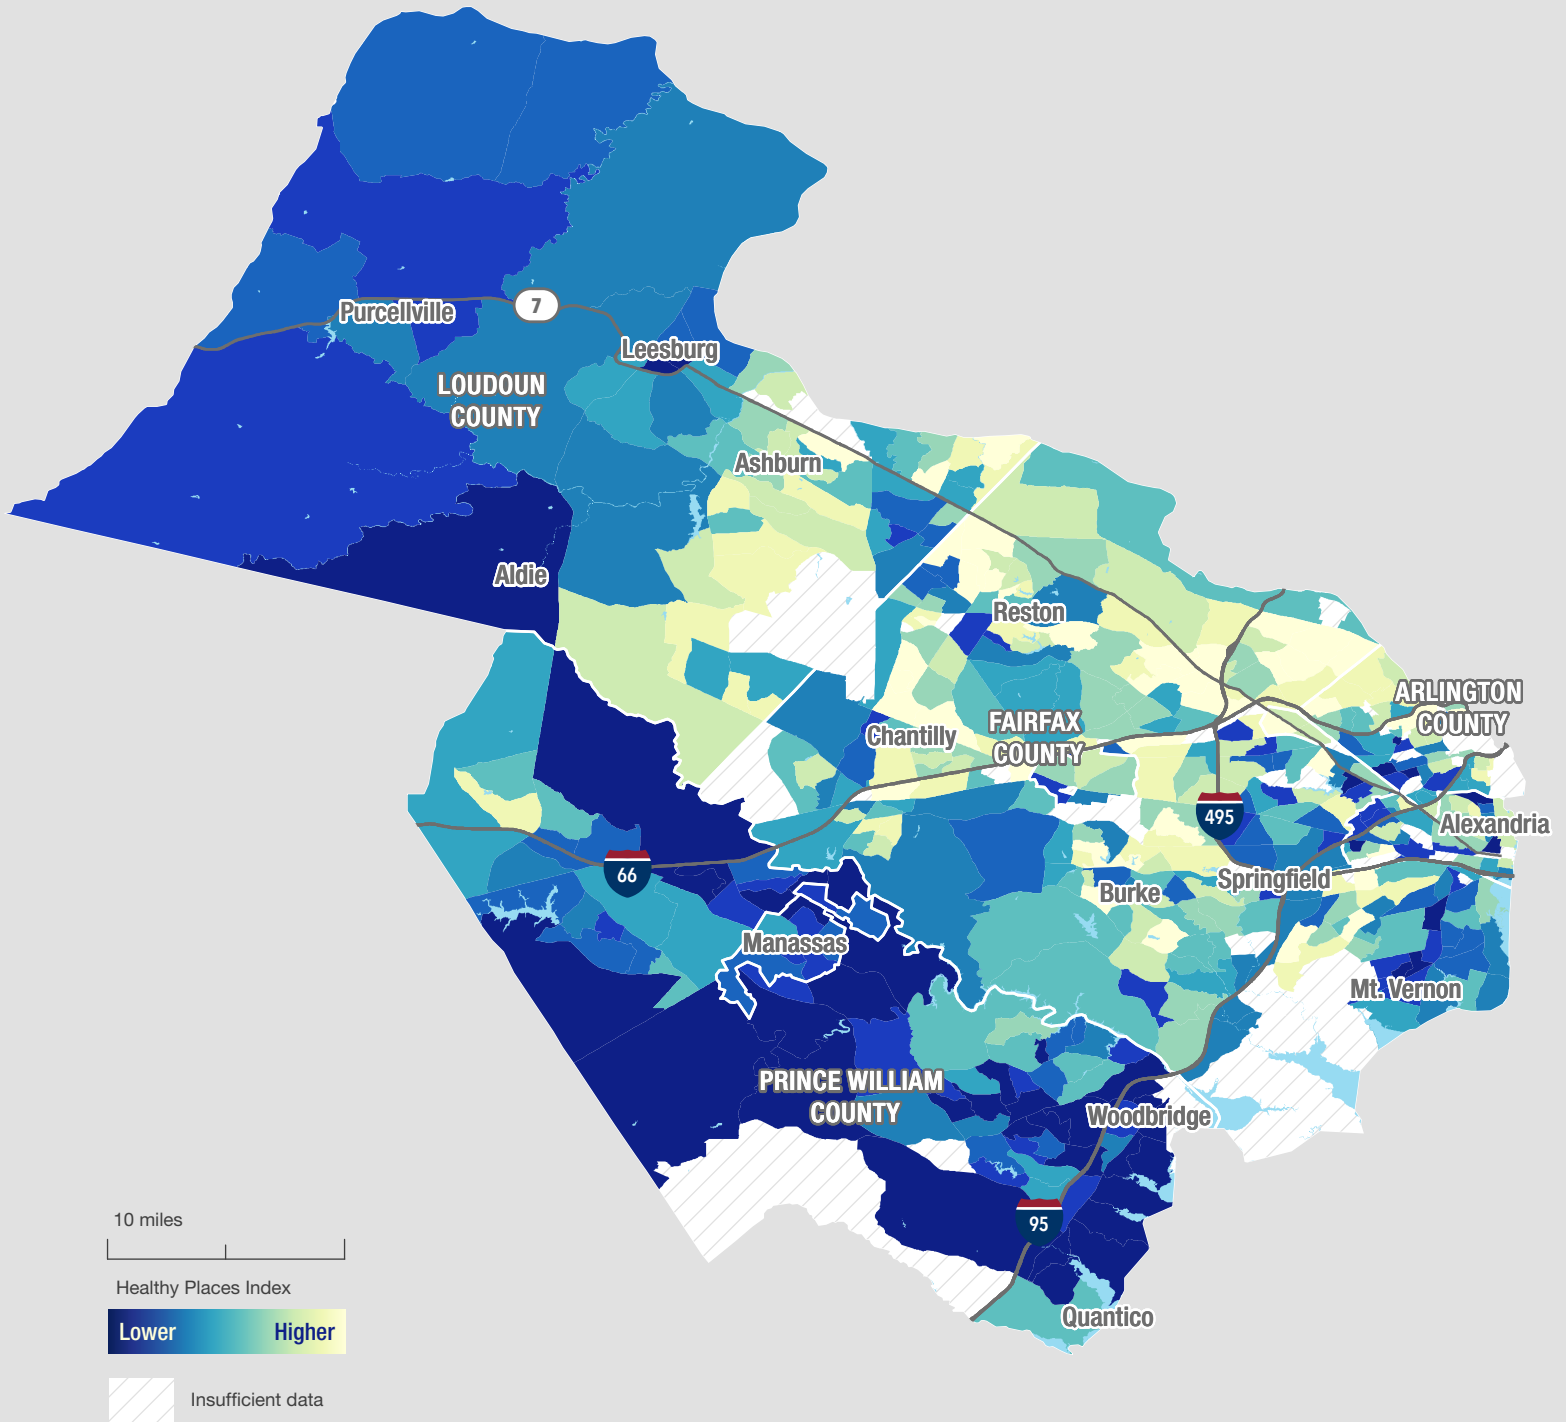 Purcellville
7
Leesburg
LOUDOUN
COUNTY
Ashburn
Aldie
Reston
ARLINGTON
COUNTY
FAIRFAX
COUNTY
Chantilly
495
Alexandria
66
Springfield
Burke
Manassas
Mt. Vernon
PRINCE WILLIAM
COUNTY
Woodbridge
95
Quantico
10 miles
Healthy Places Index
Lower Higher
Insufficient data